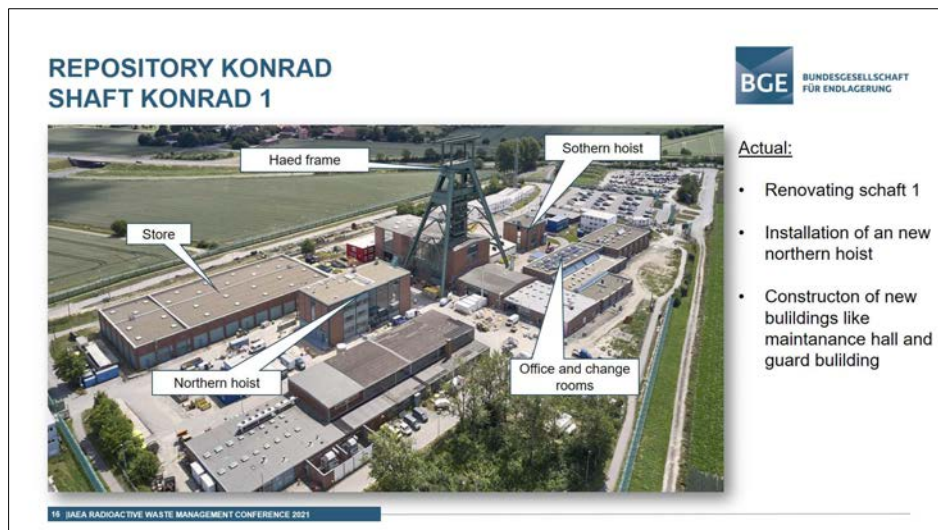 REPOSITORY KONRAD
SHAFT KONRAD 1
BGE
BUNDESGESELLSCHAFT
FÜR ENDLAGERUNG
Haed frame
Sothern hoist
Store
Northern hoist
Office and change
rooms
Actual:
• Renovating schaft 1
• Installation of an new
northern hoist
• Constructon of new
builildings like
maintanance hall and
guard builiding
16 |IAEA RADIOACTIVE WASTE MANAGEMENT CONFERENCE 2021